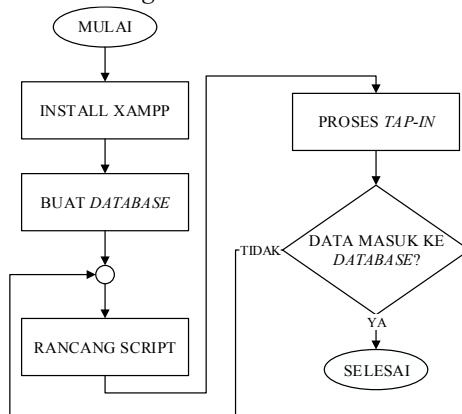 MULAI
INSTALL XAMPP
BUAT DATABASE
RANCANG SCRIPT
PROSES TAP-IN
DATA MASUK KE
DATABASE?
TIDAK
YA
SELESAI